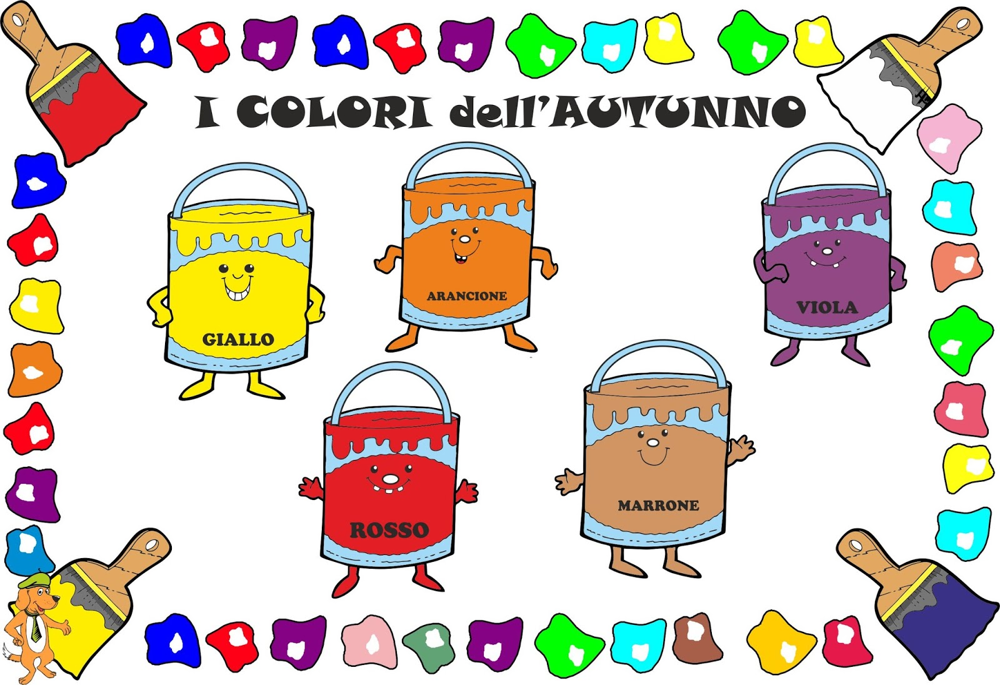 I COLORI dell'AUTUNNO
GIALLO
ARANCIONE
VIOLA
ROSSO
MARRONE